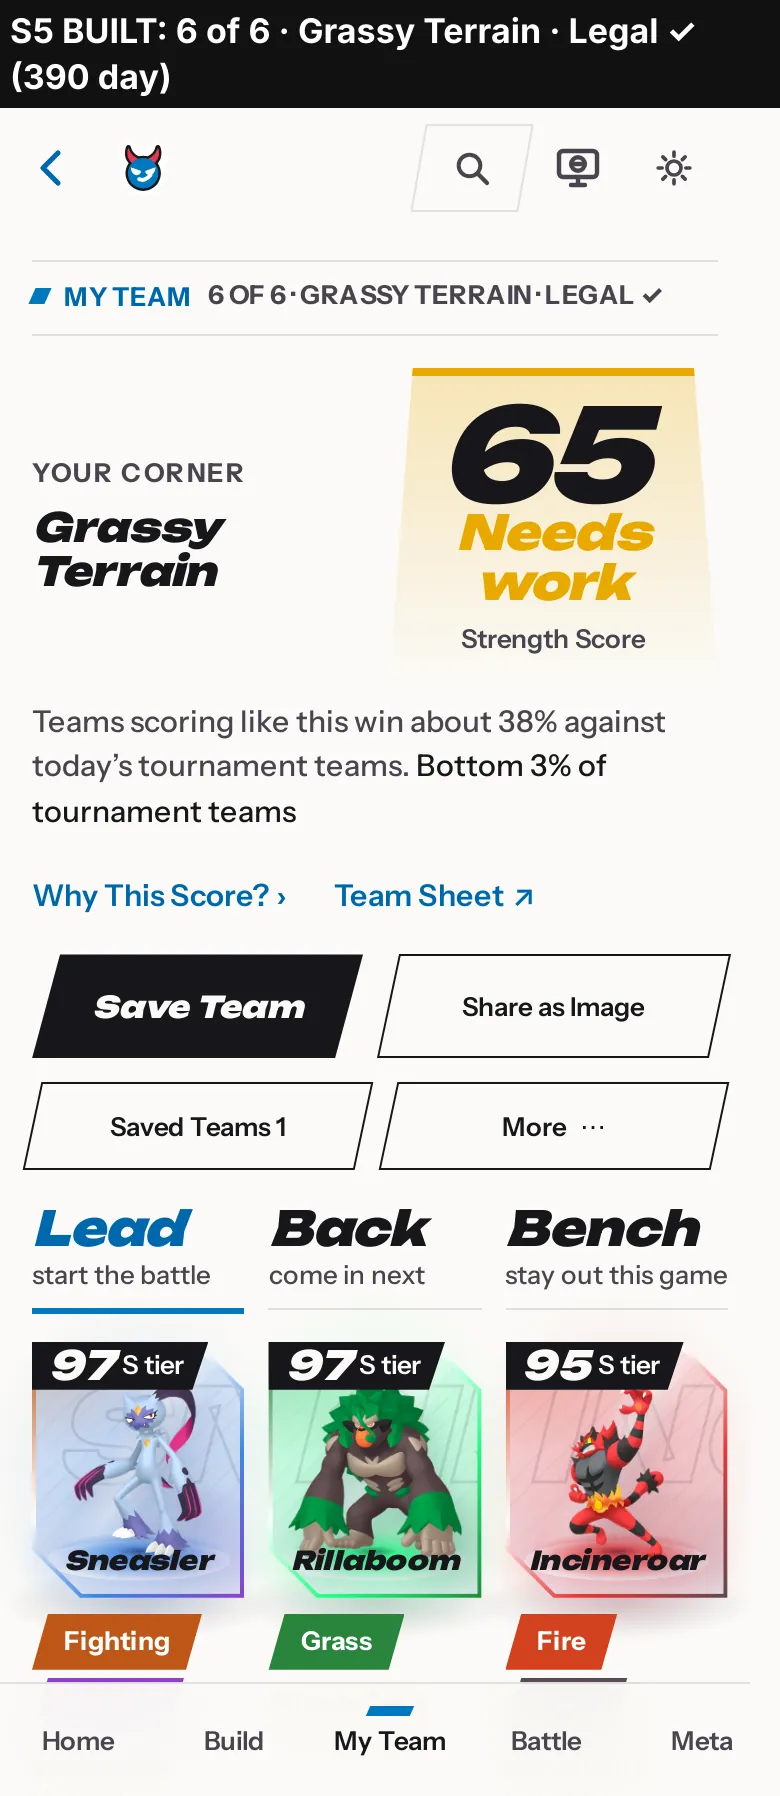 S5 BUILT: 6 of 6 · Grassy Terrain · Legal ✓
(390 day)
MY TEAM 6 OF 6 · GRASSY TERRAIN · LEGAL ✓
YOUR CORNER
Grassy
Terrain
65
Needs
work
Strength Score
Teams scoring like this win about 38% against
today’s tournament teams. Bottom 3% of
tournament teams
Why This Score? › Team Sheet ↗
Save Team Share as Image
Saved Teams 1 More ···
Lead Back Bench
start the battle come in next stay out this game
97 S tier 97 S tier 95 S tier
Sneasler Rillaboom Incineroar
Fighting Grass Fire
Home Build My Team Battle Meta